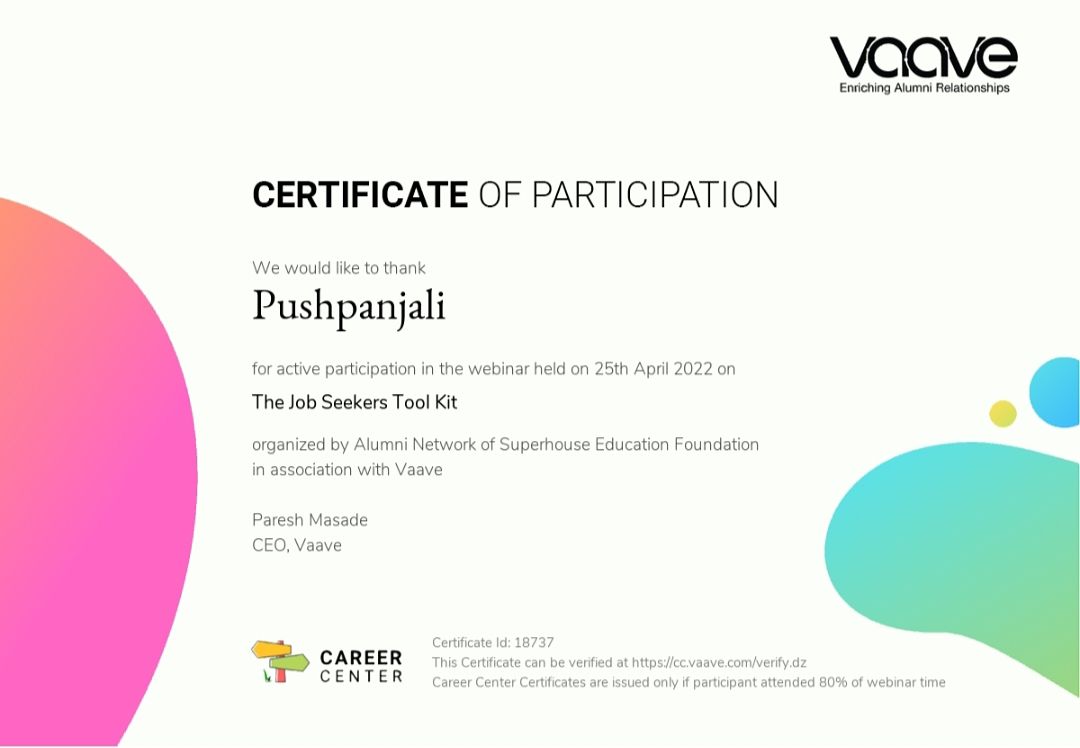 vaave
Enriching Alumni Relationships
CERTIFICATE OF PARTICIPATION
We would like to thank
Pushpanjali
for active participation in the webinar held on 25th April 2022 on
The Job Seekers Tool Kit
organized by Alumni Network of Superhouse Education Foundation
in association with Vaave
Paresh Masade
CEO, Vaave
CAREER
CENTER
Certificate Id: 18737
This Certificate can be verified at https://cc.vaave.com/verify.dz
Career Center Certificates are issued only if participant attended 80% of webinar time